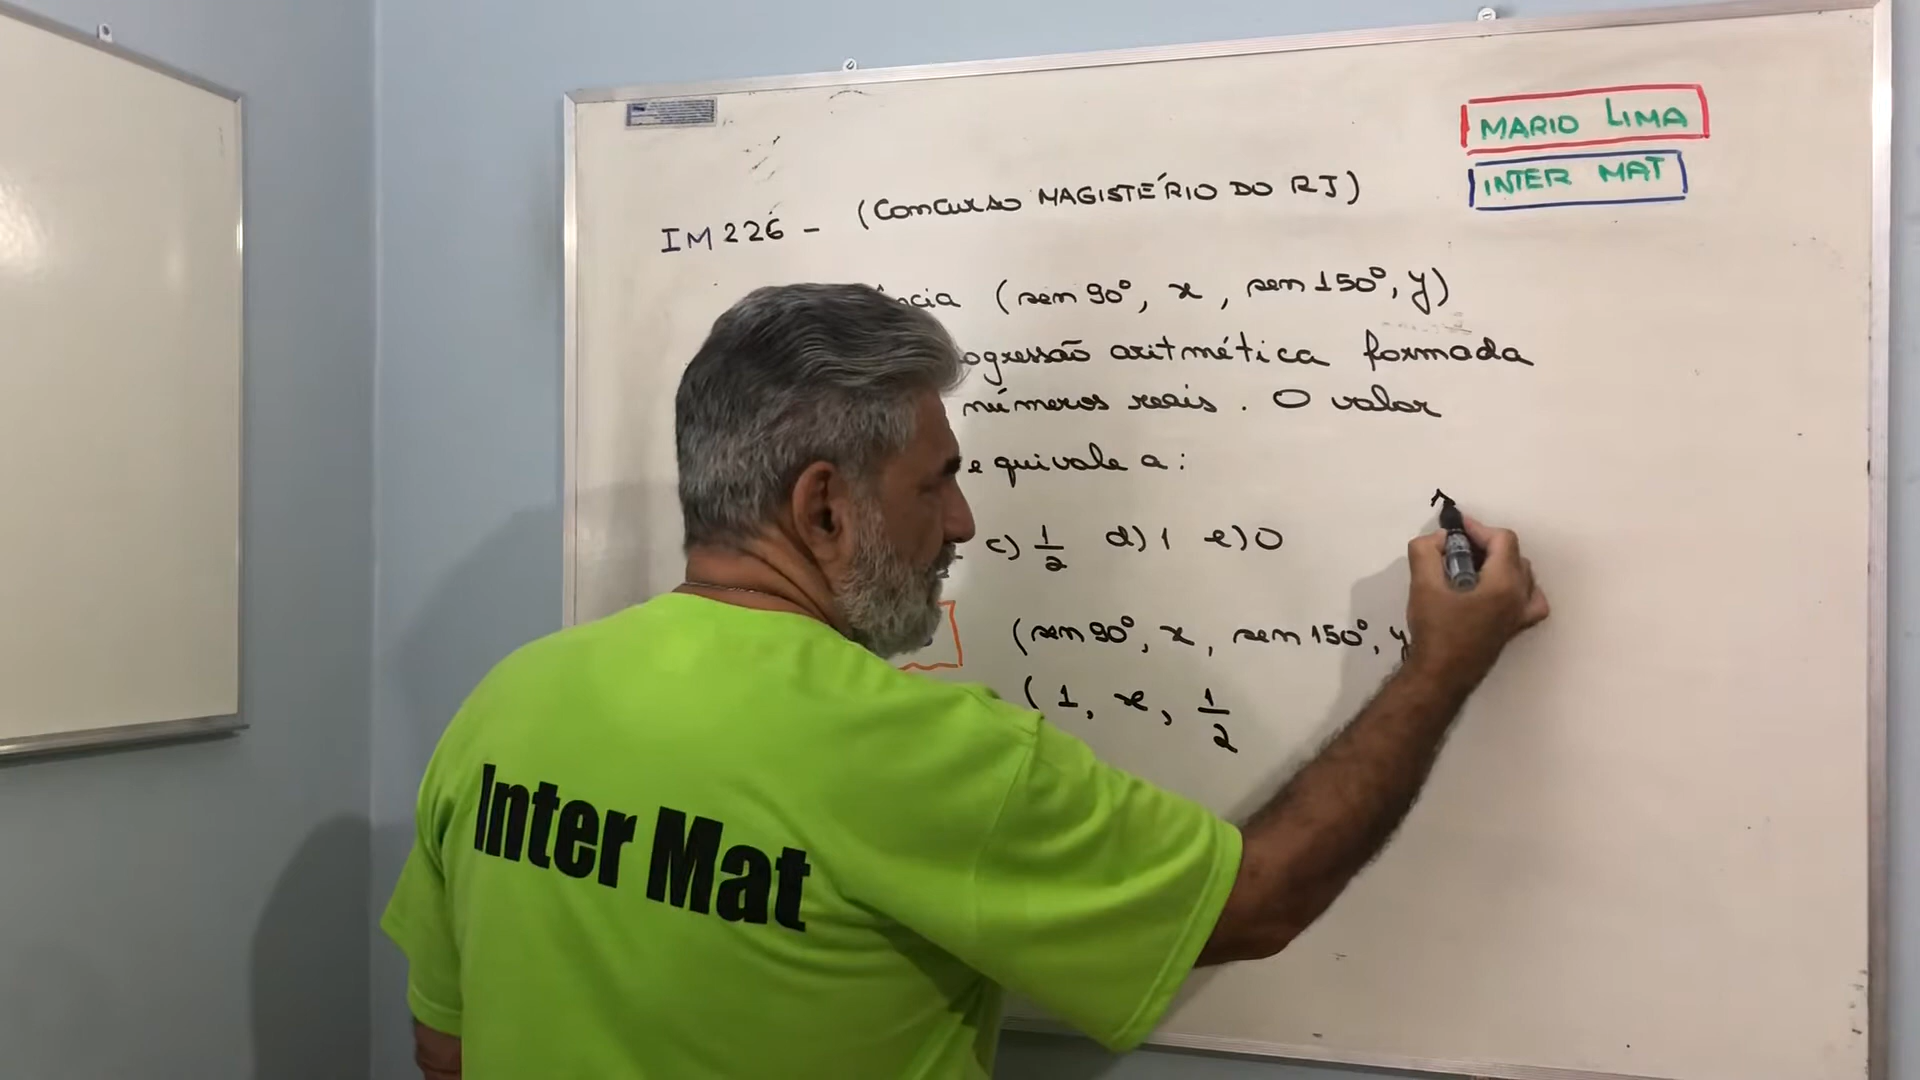 MARIO LIMA
INTER MAT
IM 226 - (CONCURSO MAGISTÉRIO DO RJ)
(sen 90°, x, sen 150°, y)
aritmética formada
números reais. O valor
equivale a:
c) 1/2 d) 1 e) 0
(sen 90°, x, sen 150°, y
(1, x, 1/2
Inter Mat